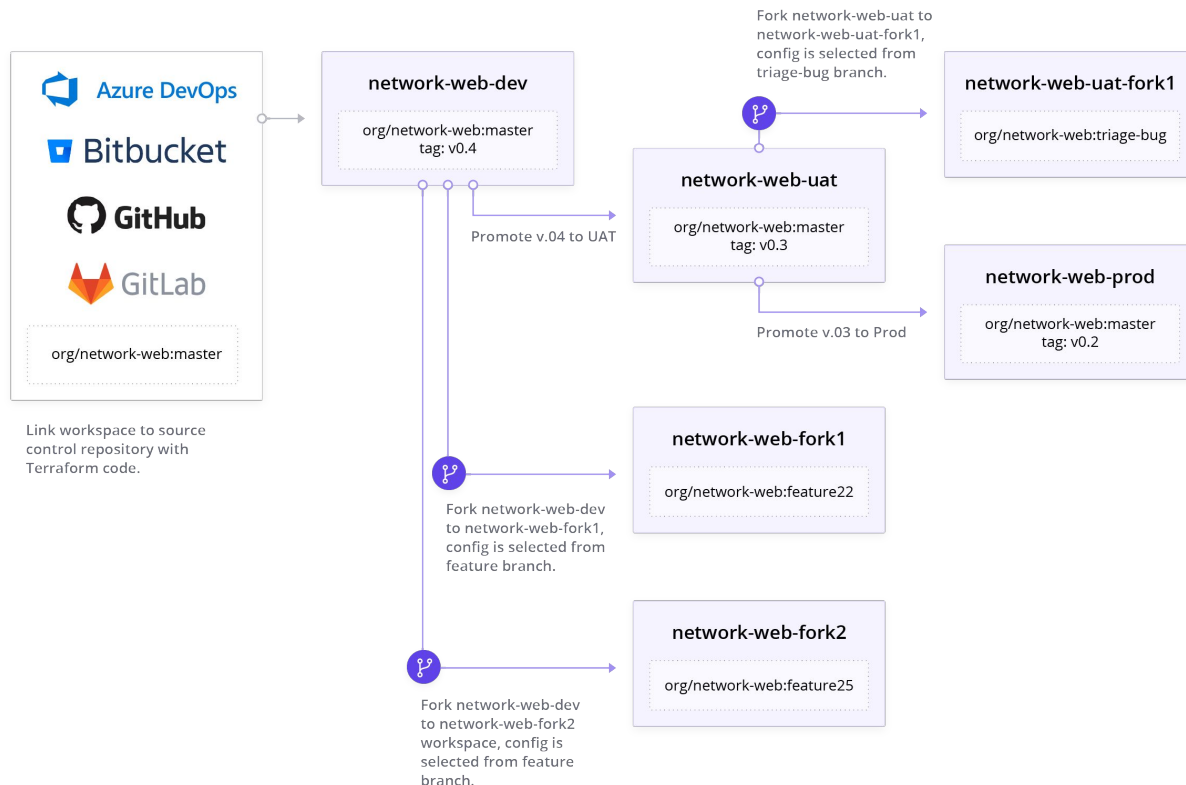 Azure DevOps
Bitbucket
GitHub
GitLab
org/network-web:master
Link workspace to source
control repository with
Terraform code.
network-web-dev
org/network-web:master
tag: v0.4
Promote v.04 to UAT
Fork network-web-uat to
network-web-uat-fork1,
config is selected from
triage-bug branch.
network-web-uat
org/network-web:master
tag: v0.3
Promote v.03 to Prod
network-web-uat-fork1
org/network-web:triage-bug
network-web-prod
org/network-web:master
tag: v0.2
Fork network-web-dev
to network-web-fork1,
config is selected from
feature branch.
network-web-fork1
org/network-web:feature22
Fork network-web-dev
to network-web-fork2
workspace, config is
selected from feature
branch.
network-web-fork2
org/network-web:feature25